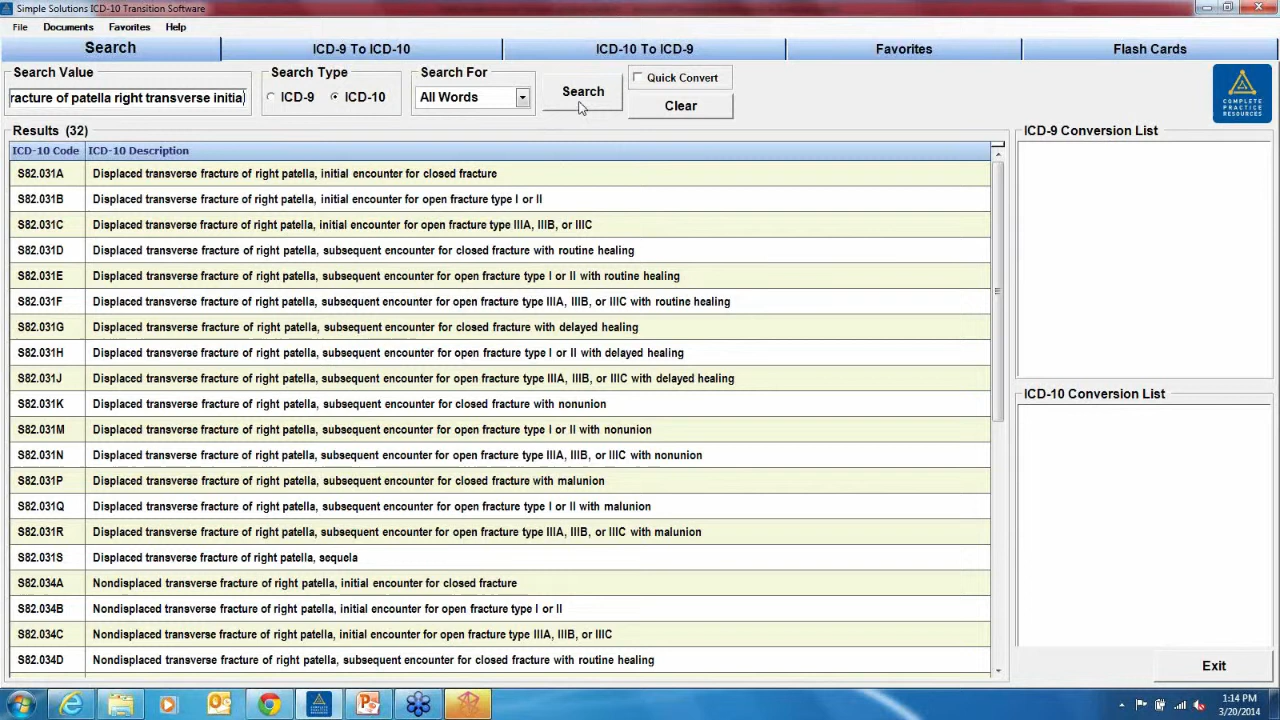 Simple Solutions ICD-10 Transition Software
File Documents Favorites Help
Search ICD-9 To ICD-10 ICD-10 To ICD-9 Favorites Flash Cards
Search Value Search Type Search For Quick Convert
racture of patella right transverse initial ICD-9 ICD-10 All Words Search Clear
COMPLETE
PRACTICE
RESOURCES
Results (32) ICD-9 Conversion List
ICD-10 Code ICD-10 Description
S82.031A Displaced transverse fracture of right patella, initial encounter for closed fracture
S82.031B Displaced transverse fracture of right patella, initial encounter for open fracture type I or II
S82.031C Displaced transverse fracture of right patella, initial encounter for open fracture type IIIA, IIIB, or IIIC
S82.031D Displaced transverse fracture of right patella, subsequent encounter for closed fracture with routine healing
S82.031E Displaced transverse fracture of right patella, subsequent encounter for open fracture type I or II with routine healing
S82.031F Displaced transverse fracture of right patella, subsequent encounter for open fracture type IIIA, IIIB, or IIIC with routine healing
S82.031G Displaced transverse fracture of right patella, subsequent encounter for closed fracture with delayed healing
S82.031H Displaced transverse fracture of right patella, subsequent encounter for open fracture type I or II with delayed healing
S82.031J Displaced transverse fracture of right patella, subsequent encounter for open fracture type IIIA, IIIB, or IIIC with delayed healing
ICD-10 Conversion List
S82.031K Displaced transverse fracture of right patella, subsequent encounter for closed fracture with nonunion
S82.031M Displaced transverse fracture of right patella, subsequent encounter for open fracture type I or II with nonunion
S82.031N Displaced transverse fracture of right patella, subsequent encounter for open fracture type IIIA, IIIB, or IIIC with nonunion
S82.031P Displaced transverse fracture of right patella, subsequent encounter for closed fracture with malunion
S82.031Q Displaced transverse fracture of right patella, subsequent encounter for open fracture type I or II with malunion
S82.031R Displaced transverse fracture of right patella, subsequent encounter for open fracture type IIIA, IIIB, or IIIC with malunion
S82.031S Displaced transverse fracture of right patella, sequela
S82.034A Nondisplaced transverse fracture of right patella, initial encounter for closed fracture
S82.034B Nondisplaced transverse fracture of right patella, initial encounter for open fracture type I or II
S82.034C Nondisplaced transverse fracture of right patella, initial encounter for open fracture type IIIA, IIIB, or IIIC
S82.034D Nondisplaced transverse fracture of right patella, subsequent encounter for closed fracture with routine healing
Exit
1:14 PM
3/20/2014